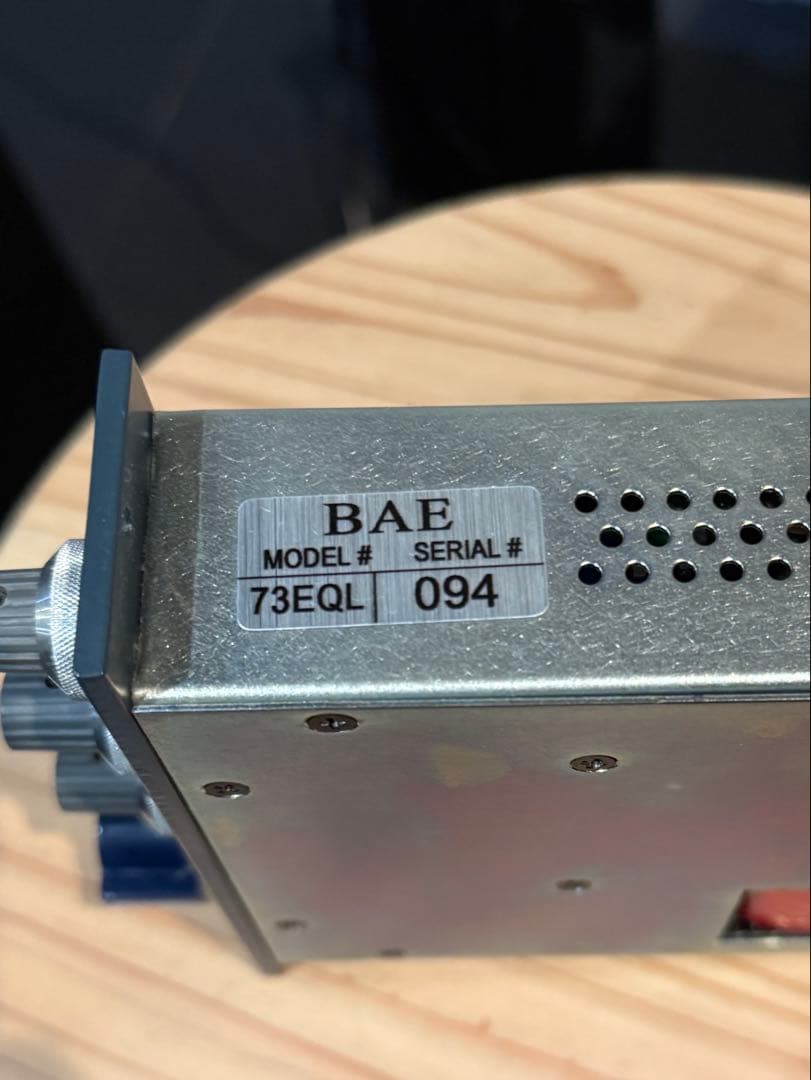 BAE
MODEL # SERIAL #
73EQL 094